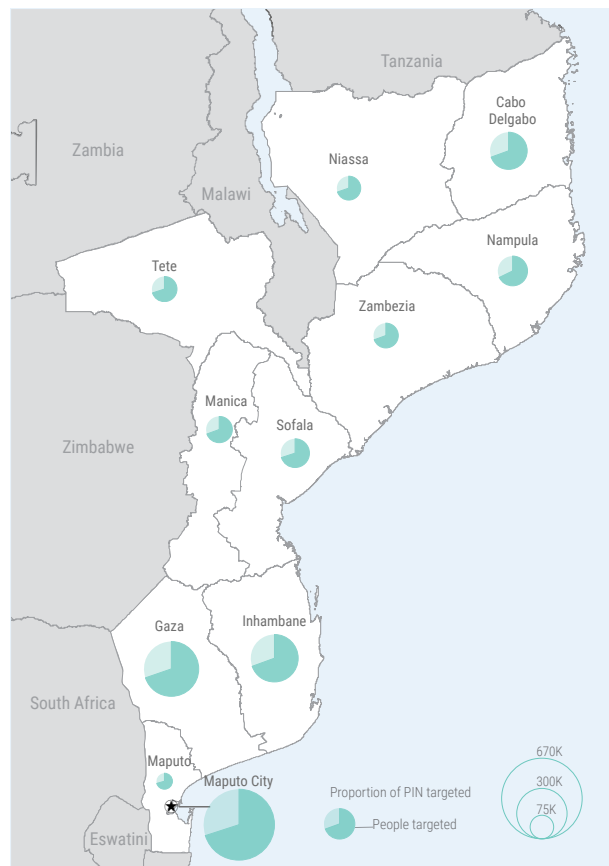 Tanzania
Cabo
Delgabo
Zambia
Niassa
Malawi
Nampula
Tete
Zambezia
Manica
Sofala
Zimbabwe
Gaza
Inhambane
South Africa
Maputo
Maputo City
Eswatini
Proportion of PIN targeted
People targeted
670K
300K
75K